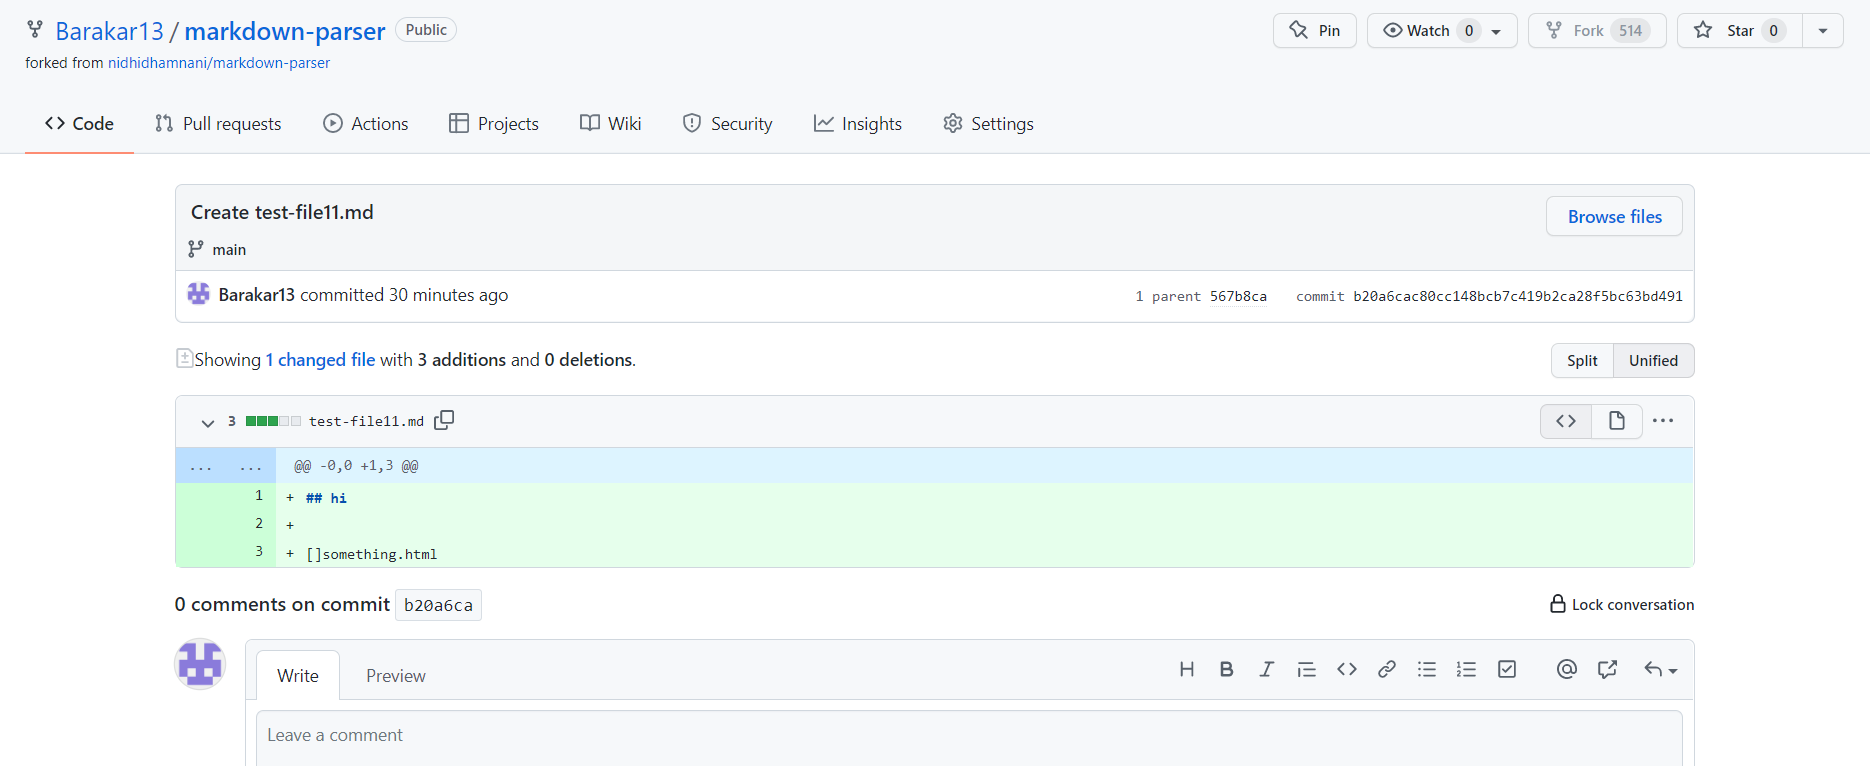 Barakar13 / markdown-parser Public Pin Watch 0 Fork 514 Star 0
forked from nidhidhamnani/markdown-parser
Code Pull requests Actions Projects Wiki Security Insights Settings
Create test-file11.md Browse files
main
Barakar13 committed 30 minutes ago 1 parent 567b8ca commit b20a6cac80cc148bcb7c419b2ca28f5bc63bd491
Showing 1 changed file with 3 additions and 0 deletions. Split Unified
3 test-file11.md ...
... ... @@ -0,0 +1,3 @@
1 + ## hi
2 +
3 + []something.html
0 comments on commit b20a6ca Lock conversation
Write Preview
Leave a comment